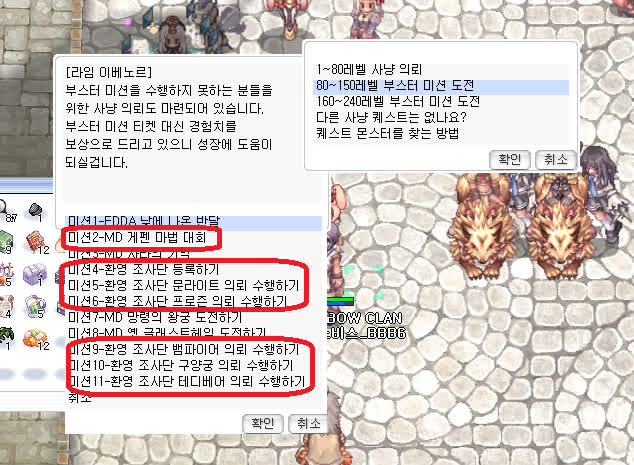 [라임 이베노르]
부스터 미션을 수행하지 못하는 분들을
위한 사냥 의뢰도 마련되어 있습니다.
부스터 미션 티켓 대신 경험치를
보상으로 드리고 있으니 성장에 도움이
되실겁니다.
1~80레벨 사냥 의뢰
80~150레벨 부스터 미션 도전
160~240레벨 부스터 미션 도전
다른 사냥 퀘스트는 없나요?
퀘스트 몬스터를 찾는 방법
확인
취소
미션1-EDDA 낮에 나온 반달
미션2-MD 게펜 마법 대회
미션3-MD 사라의 기억
미션4-환영 조사단 등록하기
미션5-환영 조사단 문라이트 의뢰 수행하기
미션6-환영 조사단 프로즌 의뢰 수행하기
미션7-MD 망령의 왕궁 도전하기
미션8-MD 옛 글래스트헤임 도전하기
미션9-환영 조사단 뱀파이어 의뢰 수행하기
미션10-환영 조사단 구양궁 의뢰 수행하기
미션11-환영 조사단 테디베어 의뢰 수행하기
취소
확인
취소
BOW CLAN
비스_BBB6